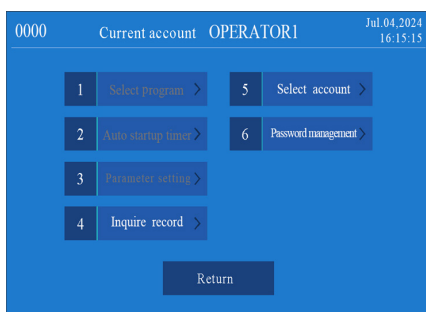 0000 Current account OPERATOR1 Jul.04,2024
16:15:15
1 Select program > 5 Select account >
2 Auto startup timer > 6 Password management >
3 Parameter setting >
4 Inquire record >
Return